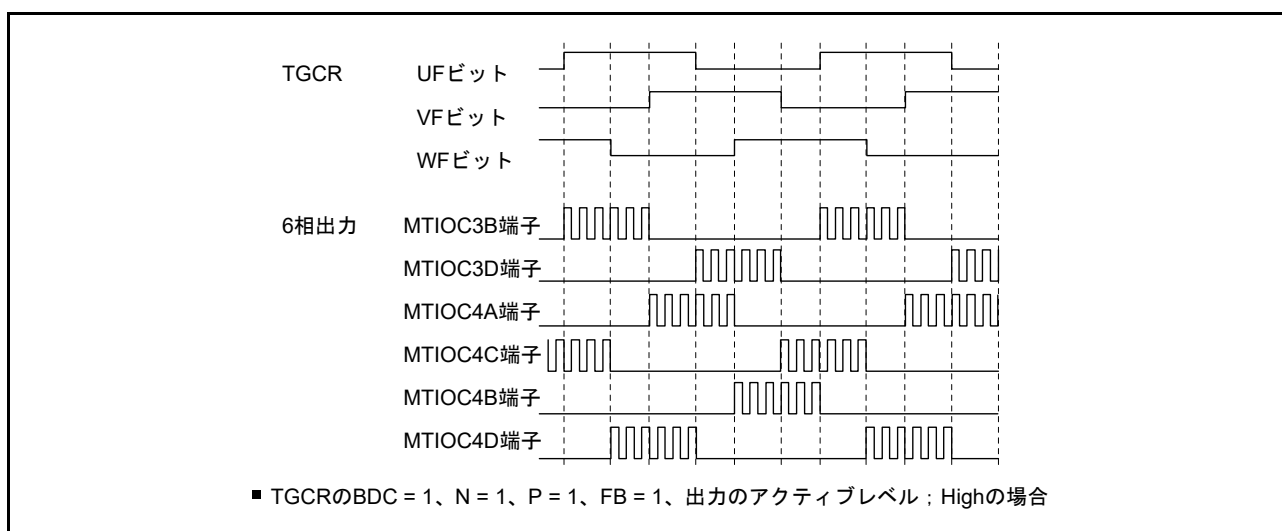 TGCR UFビット
VFビット
WFビット
6相出力 MTIOC3B端子
MTIOC3D端子
MTIOC4A端子
MTIOC4C端子
MTIOC4B端子
MTIOC4D端子
■ TGCRのBDC = 1、N = 1、P = 1、FB = 1、出力のアクティブレベル；Highの場合